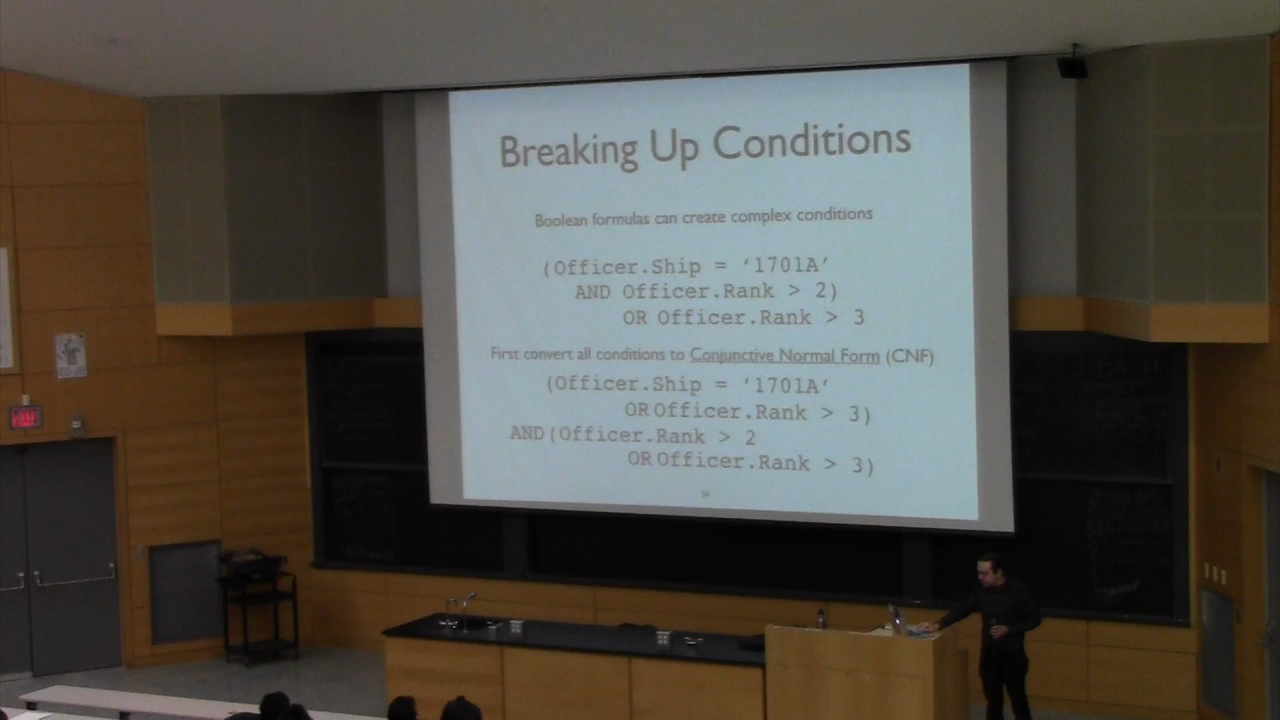 Breaking Up Conditions
Boolean formulas can create complex conditions
(Officer.Ship = ‘1701A’
AND Officer.Rank > 2)
OR Officer.Rank > 3
First convert all conditions to Conjunctive Normal Form (CNF)
(Officer.Ship = ‘1701A’
OR Officer.Rank > 3)
AND (Officer.Rank > 2
OR Officer.Rank > 3)